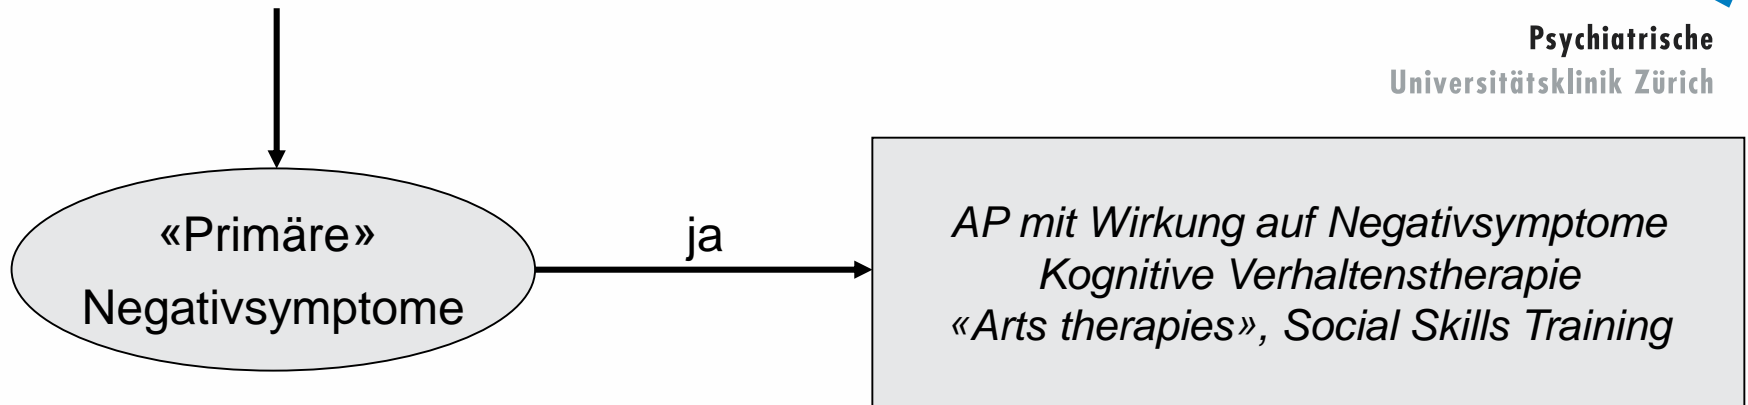 Psychiatrische
Universitätsklinik Zürich
«Primäre»
Negativsymptome
ja
AP mit Wirkung auf Negativsymptome
Kognitive Verhaltenstherapie
«Arts therapies», Social Skills Training